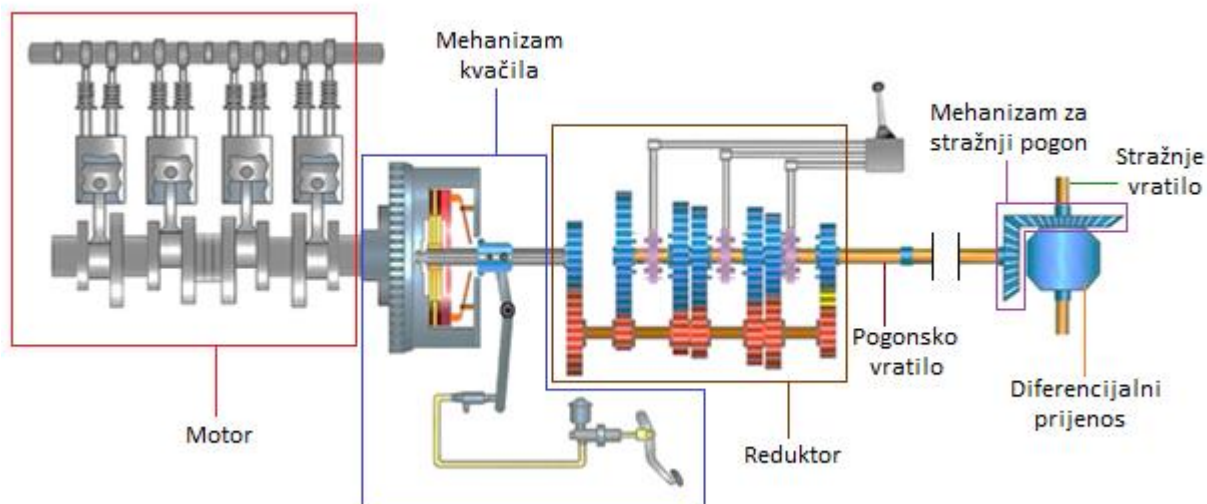 Mehanizam
kvačila
Mehanizam za
stražnji pogon
Stražnje
vratilo
Pogonsko
vratilo
Diferencijalni
prijenos
Motor
Reduktor